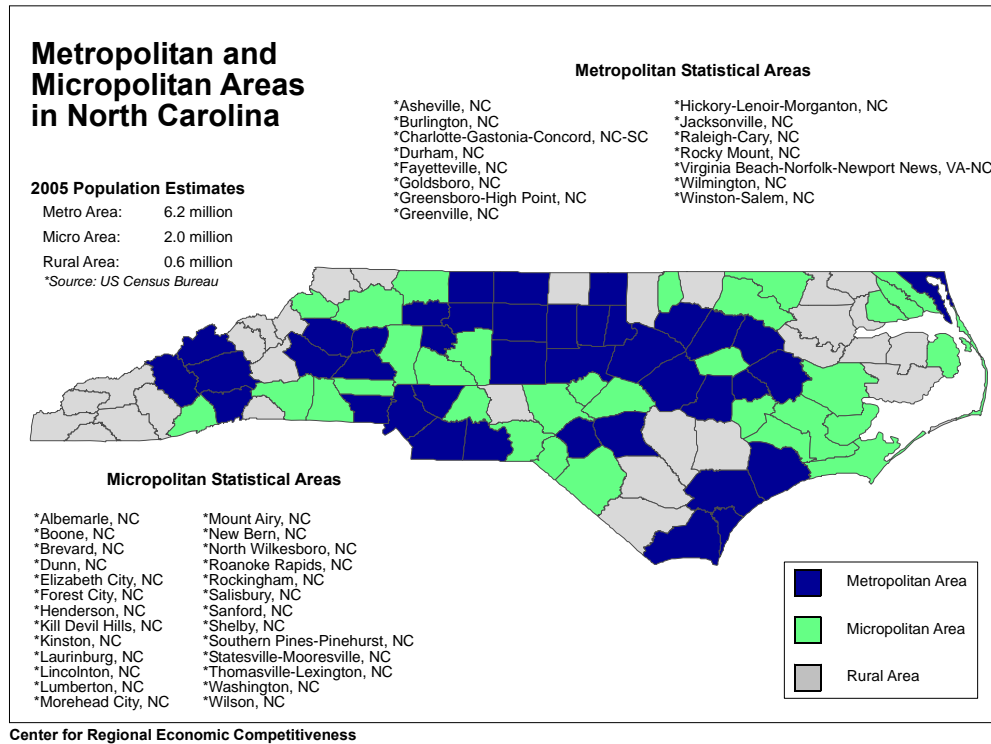 Metropolitan and
Micropolitan Areas
in North Carolina
2005 Population Estimates
Metro Area: 6.2 million
Micro Area: 2.0 million
Rural Area: 0.6 million
*Source: US Census Bureau
Metropolitan Statistical Areas
*Asheville, NC
*Burlington, NC
*Charlotte-Gastonia-Concord, NC-SC
*Durham, NC
*Fayetteville, NC
*Goldsboro, NC
*Greensboro-High Point, NC
*Greenville, NC
*Hickory-Lenoir-Morganton, NC
*Jacksonville, NC
*Raleigh-Cary, NC
*Rocky Mount, NC
*Virginia Beach-Norfolk-Newport News, VA-NC
*Wilmington, NC
*Winston-Salem, NC
Micropolitan Statistical Areas
*Albemarle, NC
*Boone, NC
*Brevard, NC
*Dunn, NC
*Elizabeth City, NC
*Forest City, NC
*Henderson, NC
*Kill Devil Hills, NC
*Kinston, NC
*Laurinburg, NC
*Lincolnton, NC
*Lumberton, NC
*Morehead City, NC
*Mount Airy, NC
*New Bern, NC
*North Wilkesboro, NC
*Roanoke Rapids, NC
*Rockingham, NC
*Salisbury, NC
*Sanford, NC
*Shelby, NC
*Southern Pines-Pinehurst, NC
*Statesville-Mooresville, NC
*Thomasville-Lexington, NC
*Washington, NC
*Wilson, NC
Metropolitan Area
Micropolitan Area
Rural Area
Center for Regional Economic Competitiveness